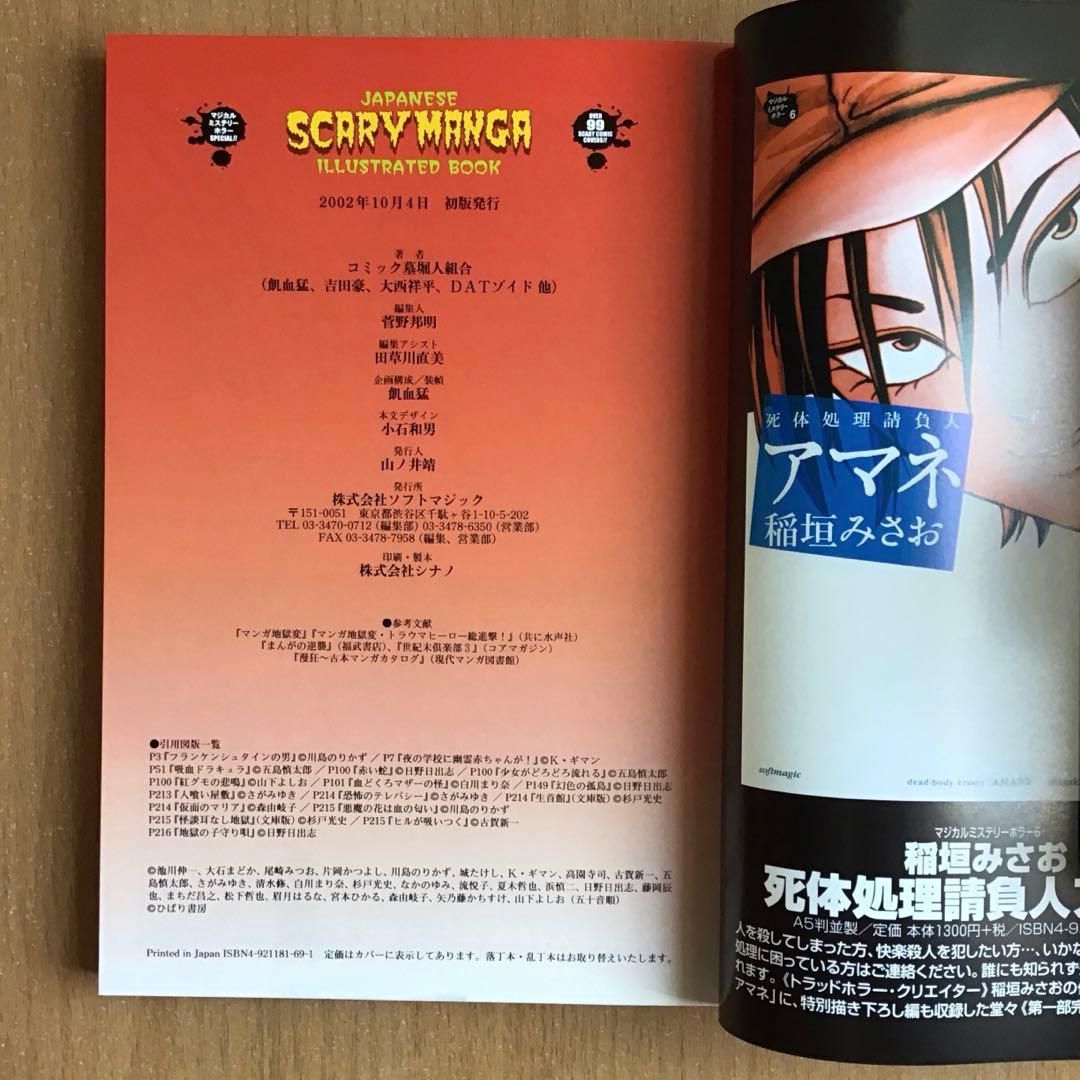 マジカル
ミステリー
ホラー
SPECIAL!!
JAPANESE
SCARY MANGA
ILLUSTRATED BOOK
OVER
99
SCARY COMIC
COVERS!!
2002年10月4日 初版発行
著 者
コミック墓堀人組合
（飢血猛、吉田豪、大西祥平、ＤＡＴゾイド 他）
編集人
菅野邦明
編集アシスト
田草川直美
企画構成／装幀
飢血猛
本文デザイン
小石和男
発行人
山ノ井靖
発行所
株式会社ソフトマジック
〒151-0051 東京都渋谷区千駄ヶ谷1-10-5-202
TEL 03-3470-0712 (編集部) 03-3478-6350 (営業部)
FAX 03-3478-7958 (編集、営業部)
印刷・製本
株式会社シナノ
●参考文献
『マンガ地獄変』『マンガ地獄変・トラウマヒーロー総進撃！』（共に水声社）
『まんがの逆襲』（福武書店）、『世紀末倶楽部３』（コアマガジン）
『漫狂〜古本マンガカタログ』（現代マンガ図書館）
●引用図版一覧
P3『フランケンシュタインの男』©川島のりかず ／ P7『夜の学校に幽霊赤ちゃんが！』©K・ギマン
P51『吸血ドラキュラ』©五島慎太郎 ／ P100『赤い蛇』©日野日出志 ／ P100『少女がどろどろ流れる』©五島慎太郎
P100『紅グモの悲鳴』©山下よしお ／ P101『血どくろマザーの怪』©白川まり奈 ／ P149『幻色の孤島』©日野日出志
P213『人喰い屋敷』©さがみゆき ／ P214『恐怖のテレパシー』©さがみゆき ／ P214『生首館』(文庫版) ©杉戸光史
P214『仮面のマリア』©森由岐子 ／ P215『悪魔の花は血の匂い』©川島のりかず
P215『怪談耳なし地獄』(文庫版) ©杉戸光史 ／ P215『ヒルが吸いつく』©古賀新一
P216『地獄の子守り唄』©日野日出志
©池川伸一、大石まどか、尾崎みつお、片岡かつよし、川島のりかず、城たけし、K・ギマン、高園寺司、古賀新一、五
島慎太郎、さがみゆき、清水修、白川まり奈、杉戸光史、なかのゆみ、流悦子、夏木哲也、浜慎二、日野日出志、藤岡辰
也、まちだ昌之、松下哲也、眉月はるな、宮本ひかる、森由岐子、矢乃藤かちすけ、山下よしお（五十音順）
©ひばり書房
Printed in Japan ISBN4-921181-69-1 定価はカバーに表示してあります。落丁本・乱丁本はお取り替えいたします。
マジカル
ミステリー
ホラー 6
死体処理請負人
アマネ
稲垣みさお
softmagic
dead-body eraser "AMANE"
マジカルミステリーホラー6
稲垣みさお
死体処理請負人
A5判並製／定価 本体1300円+税／ISBN4-9
人を殺してしまった方、快楽殺人を犯したい方…、いかな
処理に困っている方はご連絡ください。誰にも知られず
れます。《トラッドホラー・クリエイター》稲垣みさおの
アマネ」に、特別描き下ろし編も収録した堂々《第一部完